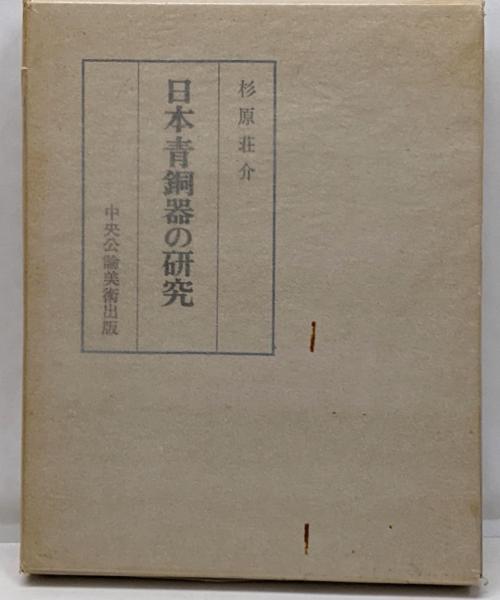 杉原荘介
日本青銅器の研究
中央公論美術出版